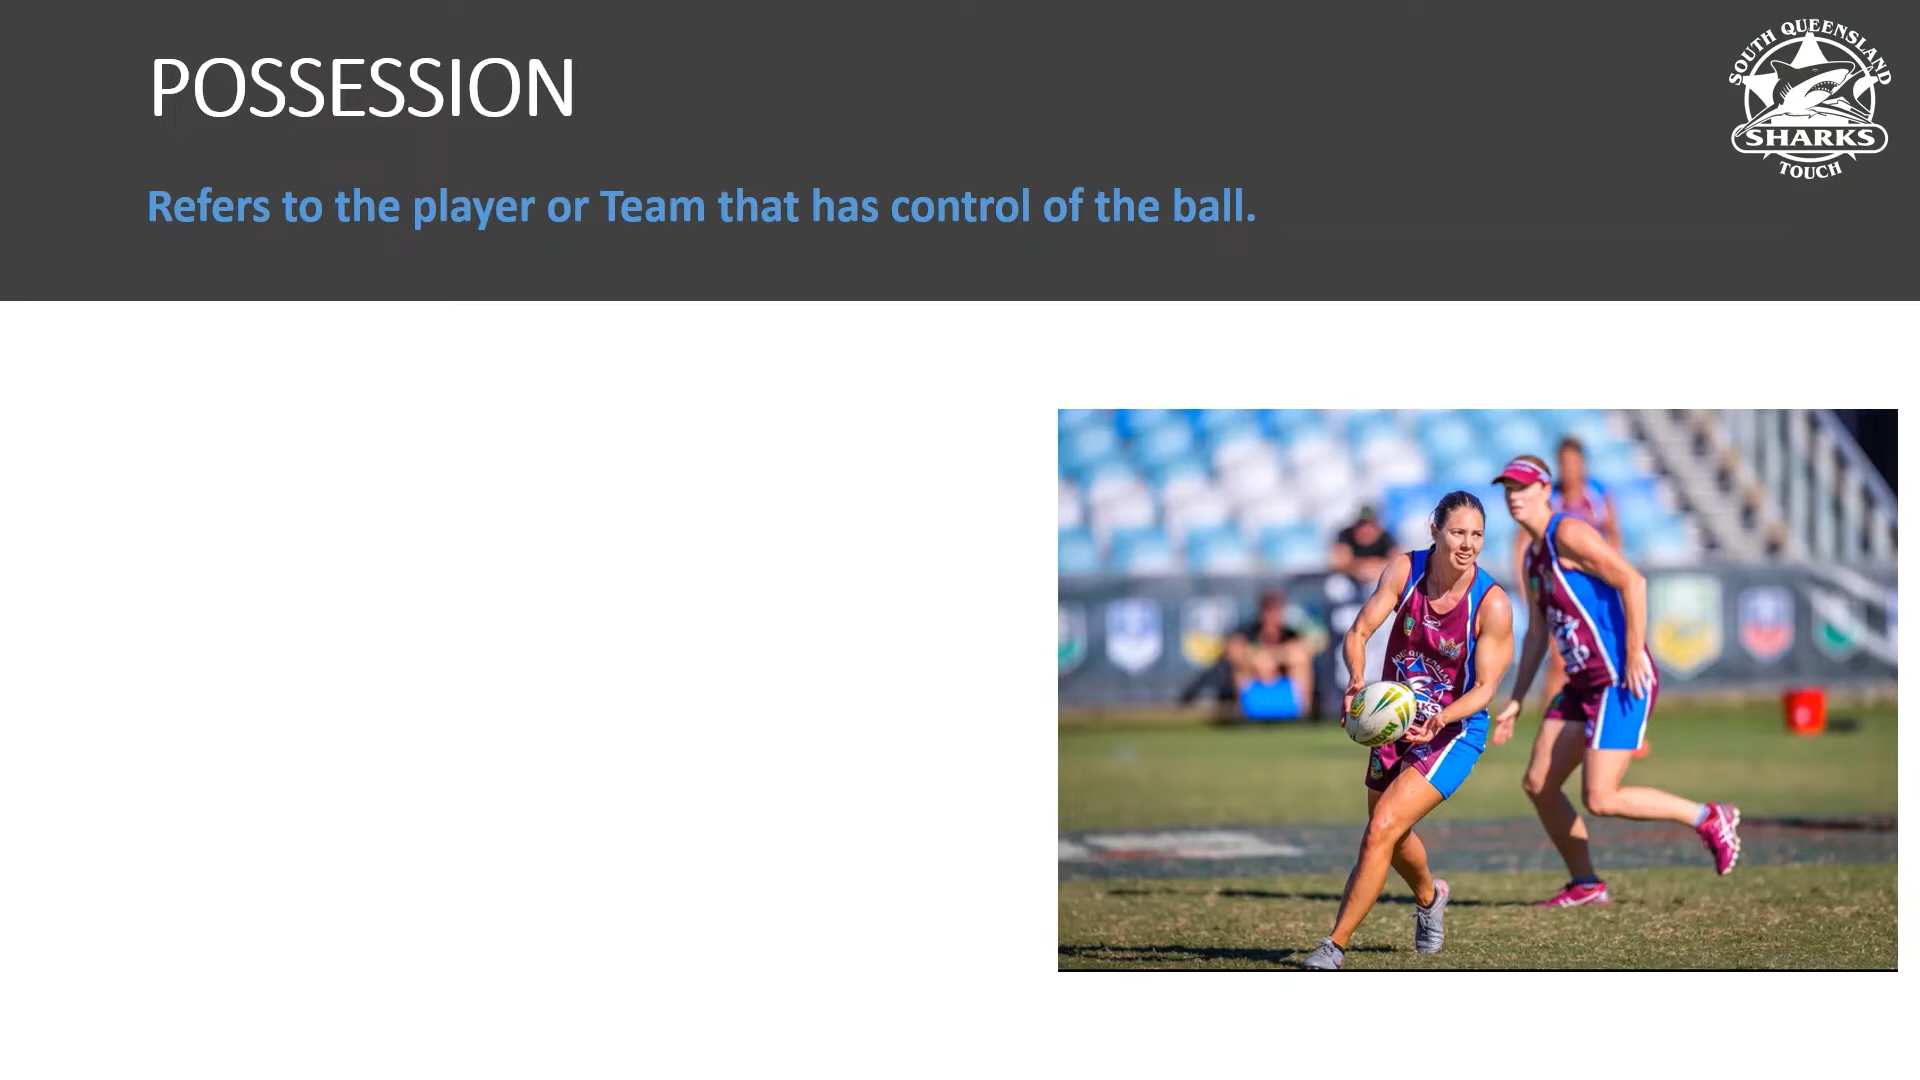 POSSESSION
Refers to the player or Team that has control of the ball.
SOUTH QUEENSLAND
SHARKS
TOUCH